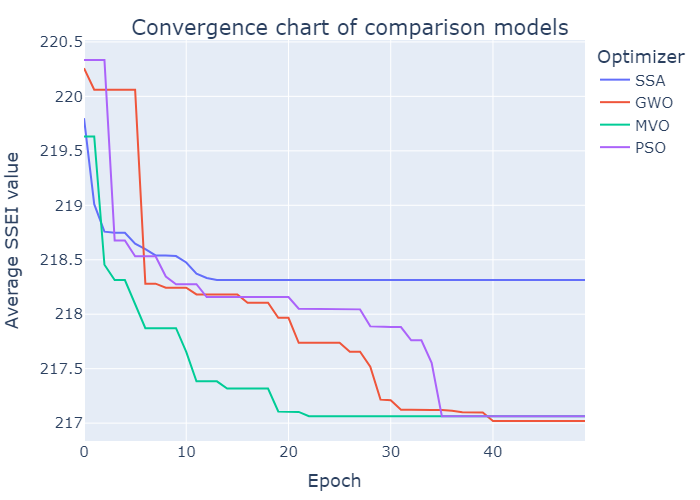 Convergence chart of comparison models
Optimizer
SSA
GWO
MVO
PSO
Average SSEI value
220.5
220
219.5
219
218.5
218
217.5
217
0 10 20 30 40
Epoch